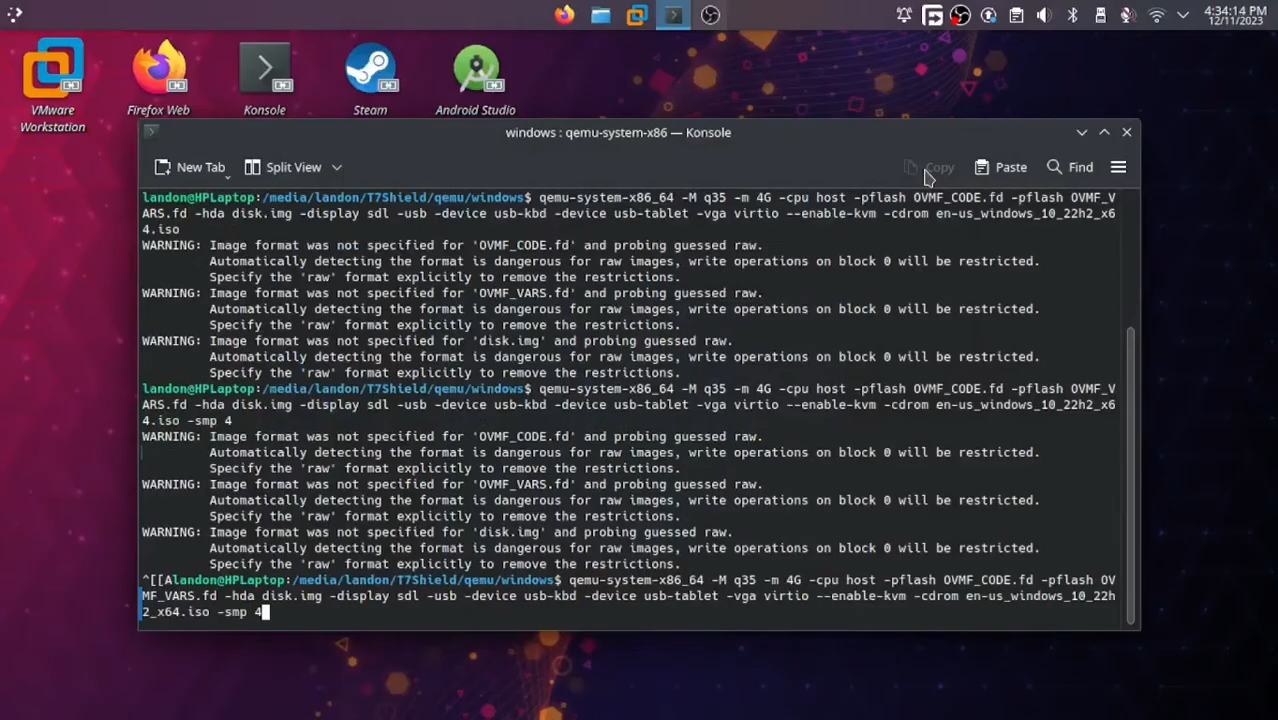 4:34:14 PM
12/11/2023
VMware
Workstation
Firefox Web
Konsole
Steam
Android Studio
windows : qemu-system-x86 — Konsole
New Tab
Split View
Copy
Paste
Find
landon@HPLaptop:/media/landon/T7Shield/qemu/windows$ qemu-system-x86_64 -M q35 -m 4G -cpu host -pflash OVMF_CODE.fd -pflash OVMF_V
ARS.fd -hda disk.img -display sdl -usb -device usb-kbd -device usb-tablet -vga virtio --enable-kvm -cdrom en-us_windows_10_22h2_x6
4.iso
WARNING: Image format was not specified for 'OVMF_CODE.fd' and probing guessed raw.
Automatically detecting the format is dangerous for raw images, write operations on block 0 will be restricted.
Specify the 'raw' format explicitly to remove the restrictions.
WARNING: Image format was not specified for 'OVMF_VARS.fd' and probing guessed raw.
Automatically detecting the format is dangerous for raw images, write operations on block 0 will be restricted.
Specify the 'raw' format explicitly to remove the restrictions.
WARNING: Image format was not specified for 'disk.img' and probing guessed raw.
Automatically detecting the format is dangerous for raw images, write operations on block 0 will be restricted.
Specify the 'raw' format explicitly to remove the restrictions.
landon@HPLaptop:/media/landon/T7Shield/qemu/windows$ qemu-system-x86_64 -M q35 -m 4G -cpu host -pflash OVMF_CODE.fd -pflash OVMF_V
ARS.fd -hda disk.img -display sdl -usb -device usb-kbd -device usb-tablet -vga virtio --enable-kvm -cdrom en-us_windows_10_22h2_x6
4.iso -smp 4
WARNING: Image format was not specified for 'OVMF_CODE.fd' and probing guessed raw.
Automatically detecting the format is dangerous for raw images, write operations on block 0 will be restricted.
Specify the 'raw' format explicitly to remove the restrictions.
WARNING: Image format was not specified for 'OVMF_VARS.fd' and probing guessed raw.
Automatically detecting the format is dangerous for raw images, write operations on block 0 will be restricted.
Specify the 'raw' format explicitly to remove the restrictions.
WARNING: Image format was not specified for 'disk.img' and probing guessed raw.
Automatically detecting the format is dangerous for raw images, write operations on block 0 will be restricted.
Specify the 'raw' format explicitly to remove the restrictions.
^[[Alandon@HPLaptop:/media/landon/T7Shield/qemu/windows$ qemu-system-x86_64 -M q35 -m 4G -cpu host -pflash OVMF_CODE.fd -pflash OV
MF_VARS.fd -hda disk.img -display sdl -usb -device usb-kbd -device usb-tablet -vga virtio --enable-kvm -cdrom en-us_windows_10_22h
2_x64.iso -smp 4